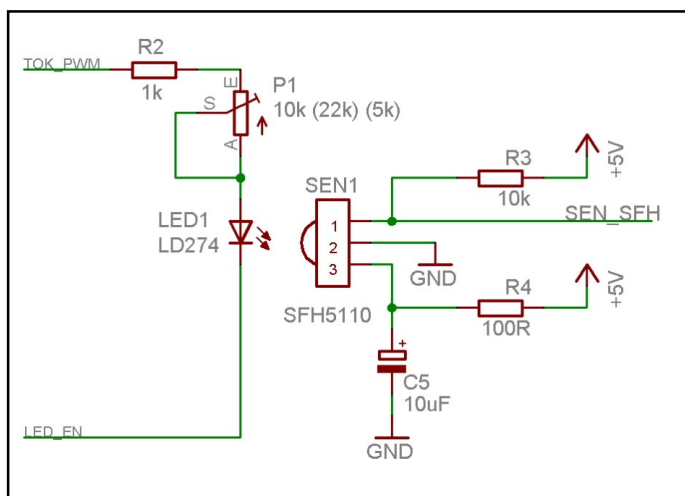 R2
TOK_PWM
1k
E
P1
S
10k (22k) (5k)
A
R3
+5V
SEN1
10k
SEN_SFH
LED1
LD274
1
2
3
GND
R4
+5V
SFH5110
100R
+
C5
10uF
LED_EN
GND